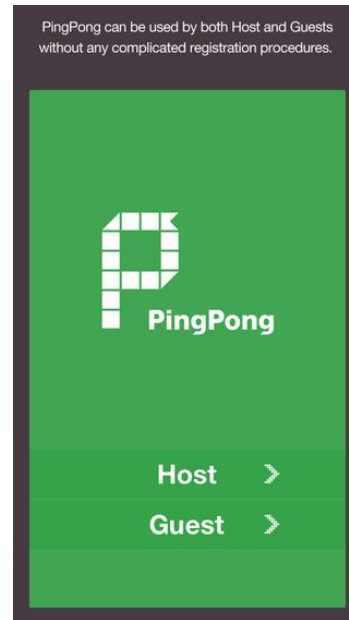 PingPong can be used by both Host and Guests
without any complicated registration procedures.
PingPong
Host
Guest